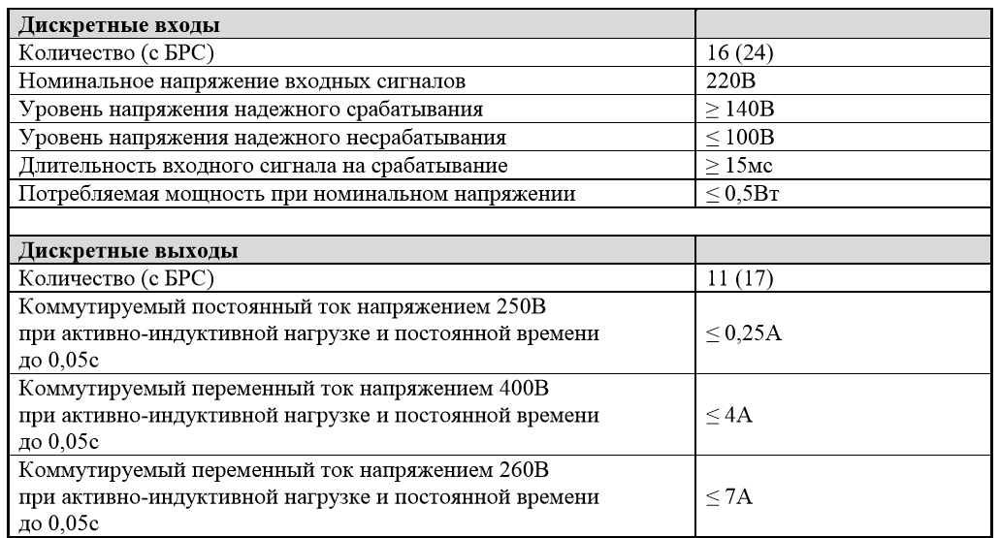 Дискретные входы
Количество (с БРС) 16 (24)
Номинальное напряжение входных сигналов 220В
Уровень напряжения надежного срабатывания ≥ 140В
Уровень напряжения надежного несрабатывания ≤ 100В
Длительность входного сигнала на срабатывание ≥ 15мс
Потребляемая мощность при номинальном напряжении ≤ 0,5Вт
Дискретные выходы
Количество (с БРС) 11 (17)
Коммутируемый постоянный ток напряжением 250В
при активно-индуктивной нагрузке и постоянной времени ≤ 0,25А
до 0,05с
Коммутируемый переменный ток напряжением 400В
при активно-индуктивной нагрузке и постоянной времени ≤ 4А
до 0,05с
Коммутируемый переменный ток напряжением 260В
при активно-индуктивной нагрузке и постоянной времени ≤ 7А
до 0,05с